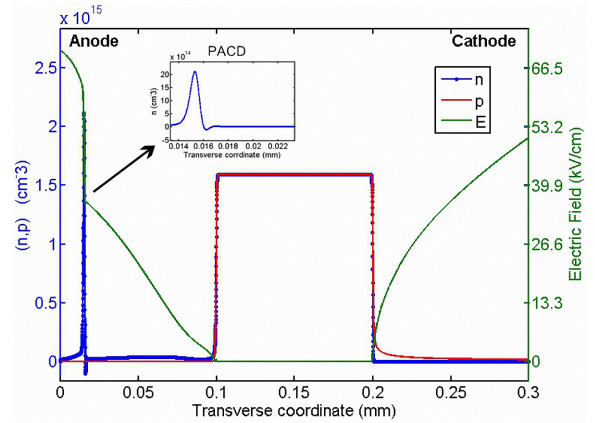 x 10^15
Anode
Cathode
PACD
x 10^14
25
20
15
10
5
0
-5
n (cm3)
0.014 0.016 0.018 0.02 0.022
Transverse coordinate (mm)
n
p
E
2.5
2
1.5
1
0.5
0
(n,p) (cm-3)
66.5
53.2
39.9
26.6
13.3
0
Electric Field (kV/cm)
0 0.05 0.1 0.15 0.2 0.25 0.3
Transverse coordinate (mm)